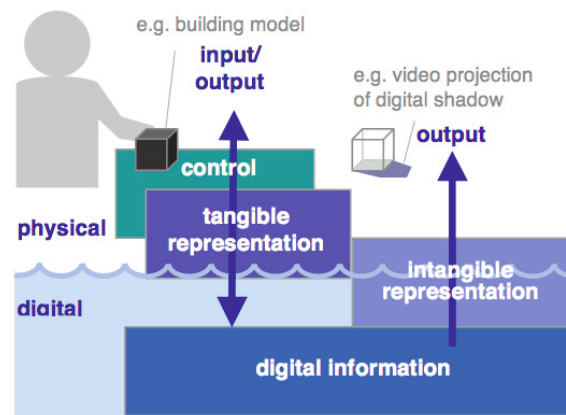 e.g. building model
input/
output
e.g. video projection
of digital shadow
output
control
tangible
representation
physical
intangible
representation
digital
digital information